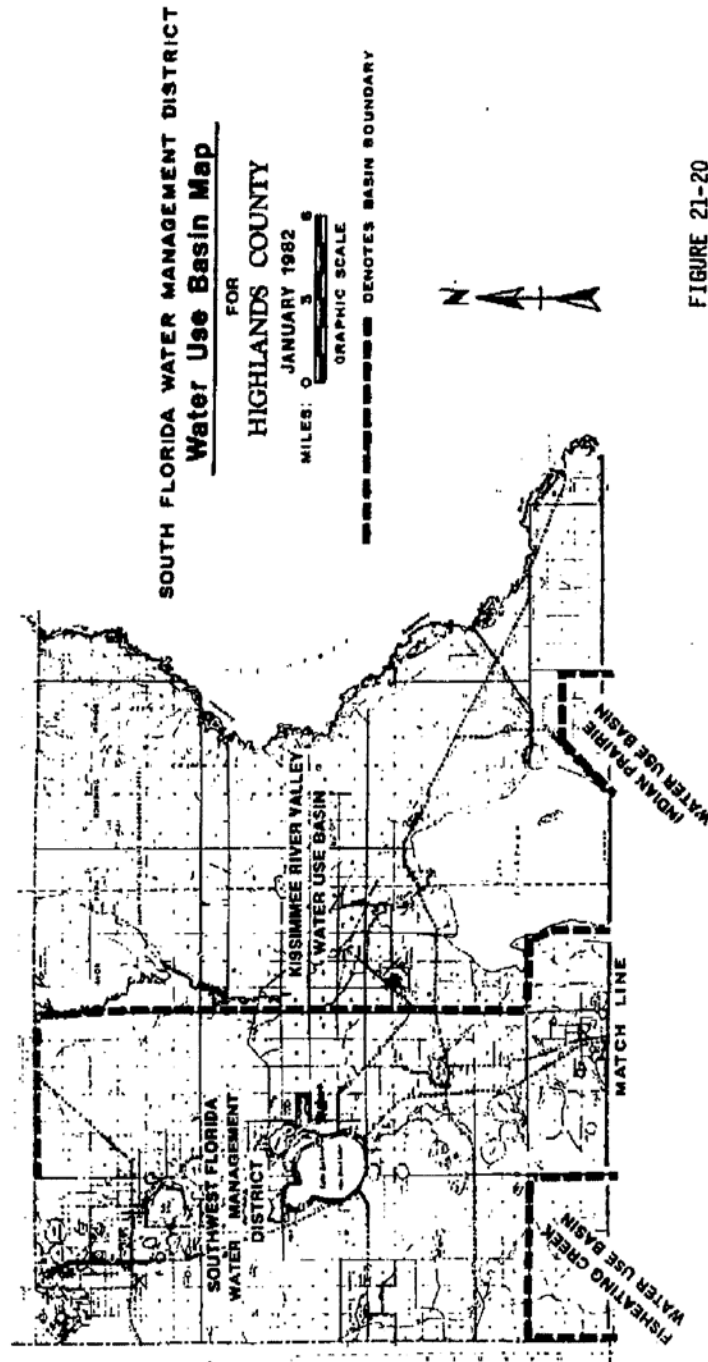 SOUTH FLORIDA WATER MANAGEMENT DISTRICT
Water Use Basin Map
FOR
HIGHLANDS COUNTY
JANUARY 1982
MILES: 0 3 6
GRAPHIC SCALE
DENOTES BASIN BOUNDARY
N
KISSIMMEE RIVER VALLEY
WATER USE BASIN
SOUTHWEST FLORIDA
WATER MANAGEMENT
DISTRICT
INDIAN PRAIRIE
WATER USE BASIN
FISHEATING CREEK
WATER USE BASIN
MATCH LINE
FIGURE 21-20